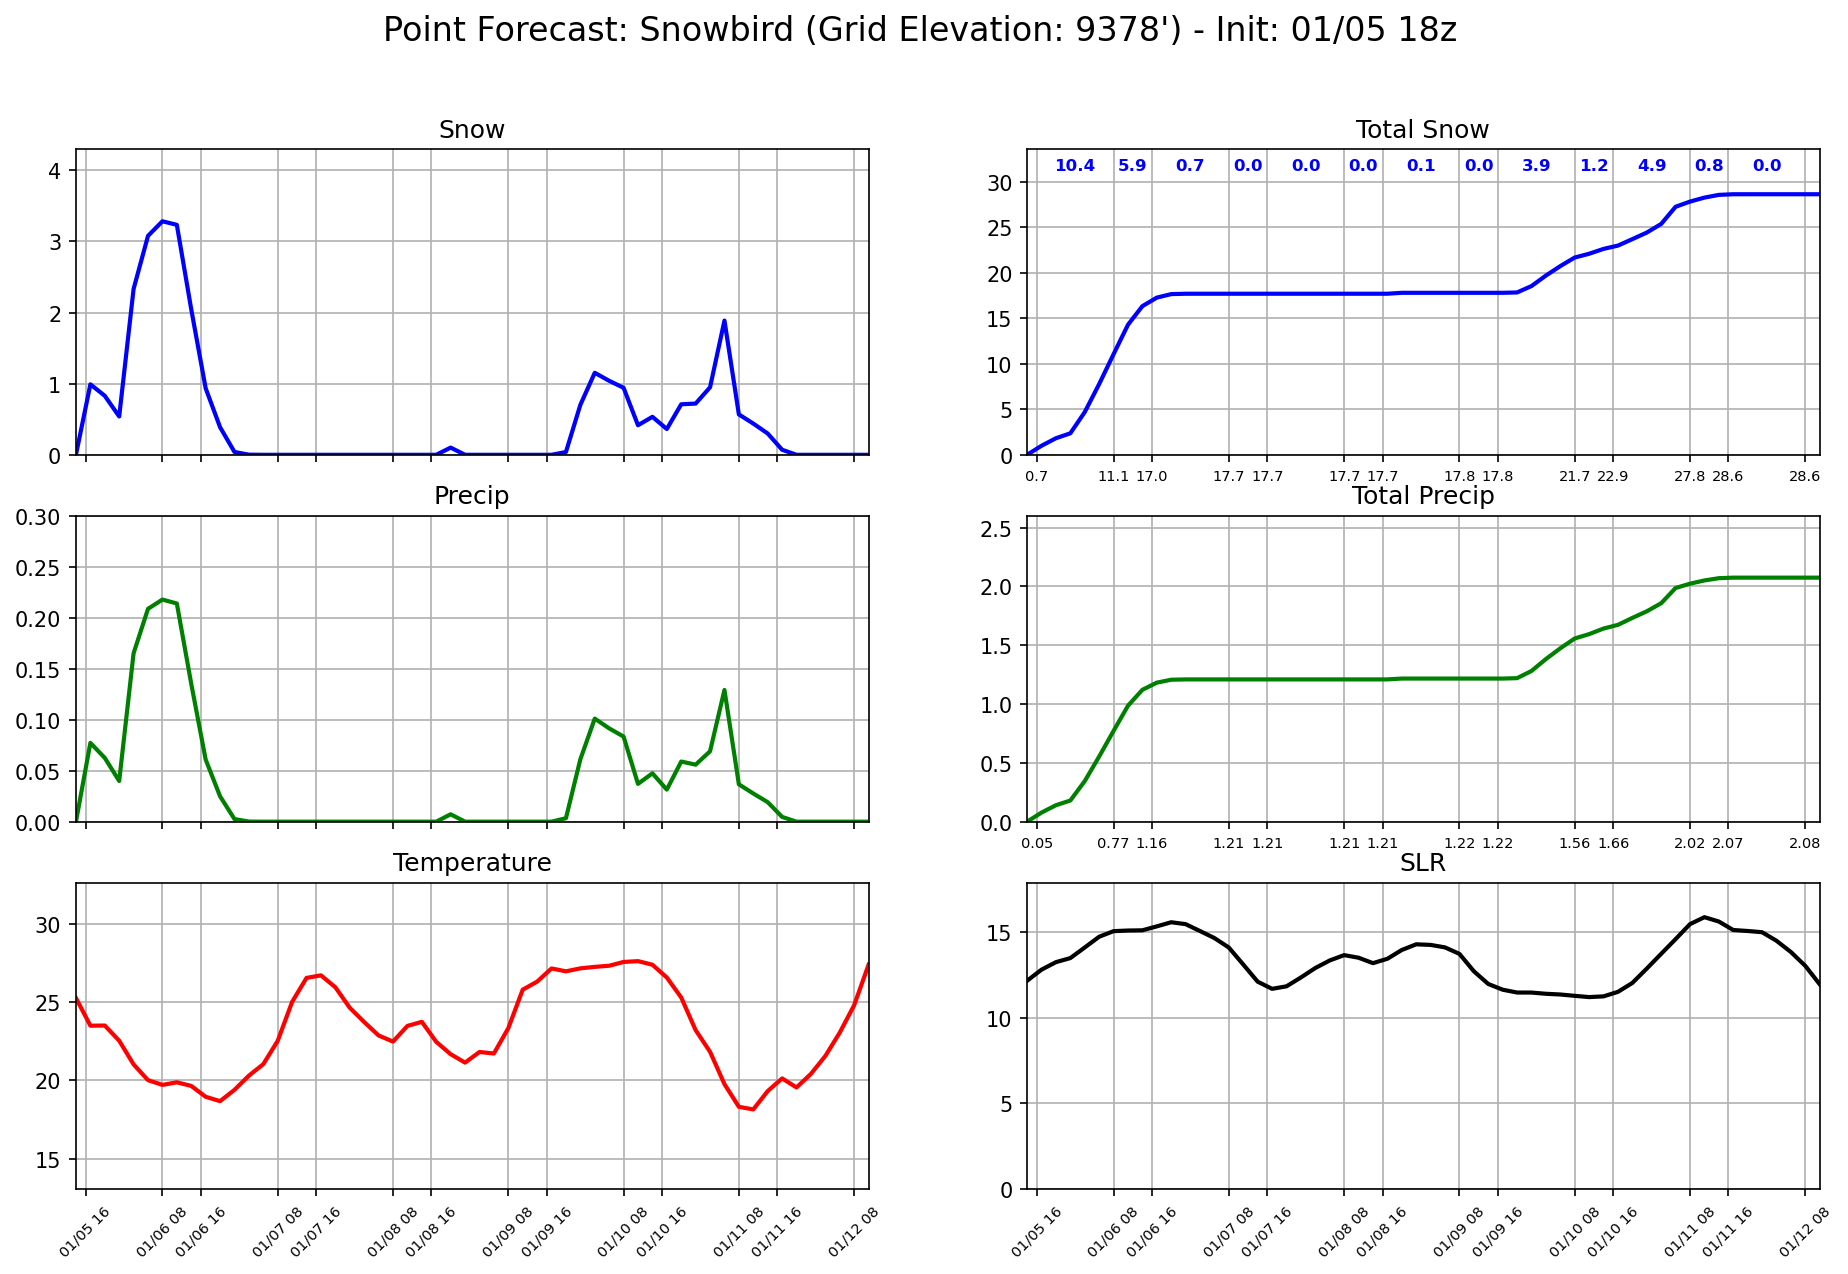 Point Forecast: Snowbird (Grid Elevation: 9378') - Init: 01/05 18z
Snow
4
3
2
1
0
Total Snow
10.4 5.9 0.7 0.0 0.0 0.0 0.1 0.0 3.9 1.2 4.9 0.8 0.0
30
25
20
15
10
5
0
0.7 11.1 17.0 17.7 17.7 17.7 17.7 17.8 17.8 21.7 22.9 27.8 28.6 28.6
Precip
0.30
0.25
0.20
0.15
0.10
0.05
0.00
Total Precip
2.5
2.0
1.5
1.0
0.5
0.0
0.05 0.77 1.16 1.21 1.21 1.21 1.21 1.22 1.22 1.56 1.66 2.02 2.07 2.08
Temperature
30
25
20
15
01/05 16 01/06 08 01/06 16 01/07 08 01/07 16 01/08 08 01/08 16 01/09 08 01/09 16 01/10 08 01/10 16 01/11 08 01/11 16 01/12 08
SLR
15
10
5
0
01/05 16 01/06 08 01/06 16 01/07 08 01/07 16 01/08 08 01/08 16 01/09 08 01/09 16 01/10 08 01/10 16 01/11 08 01/11 16 01/12 08